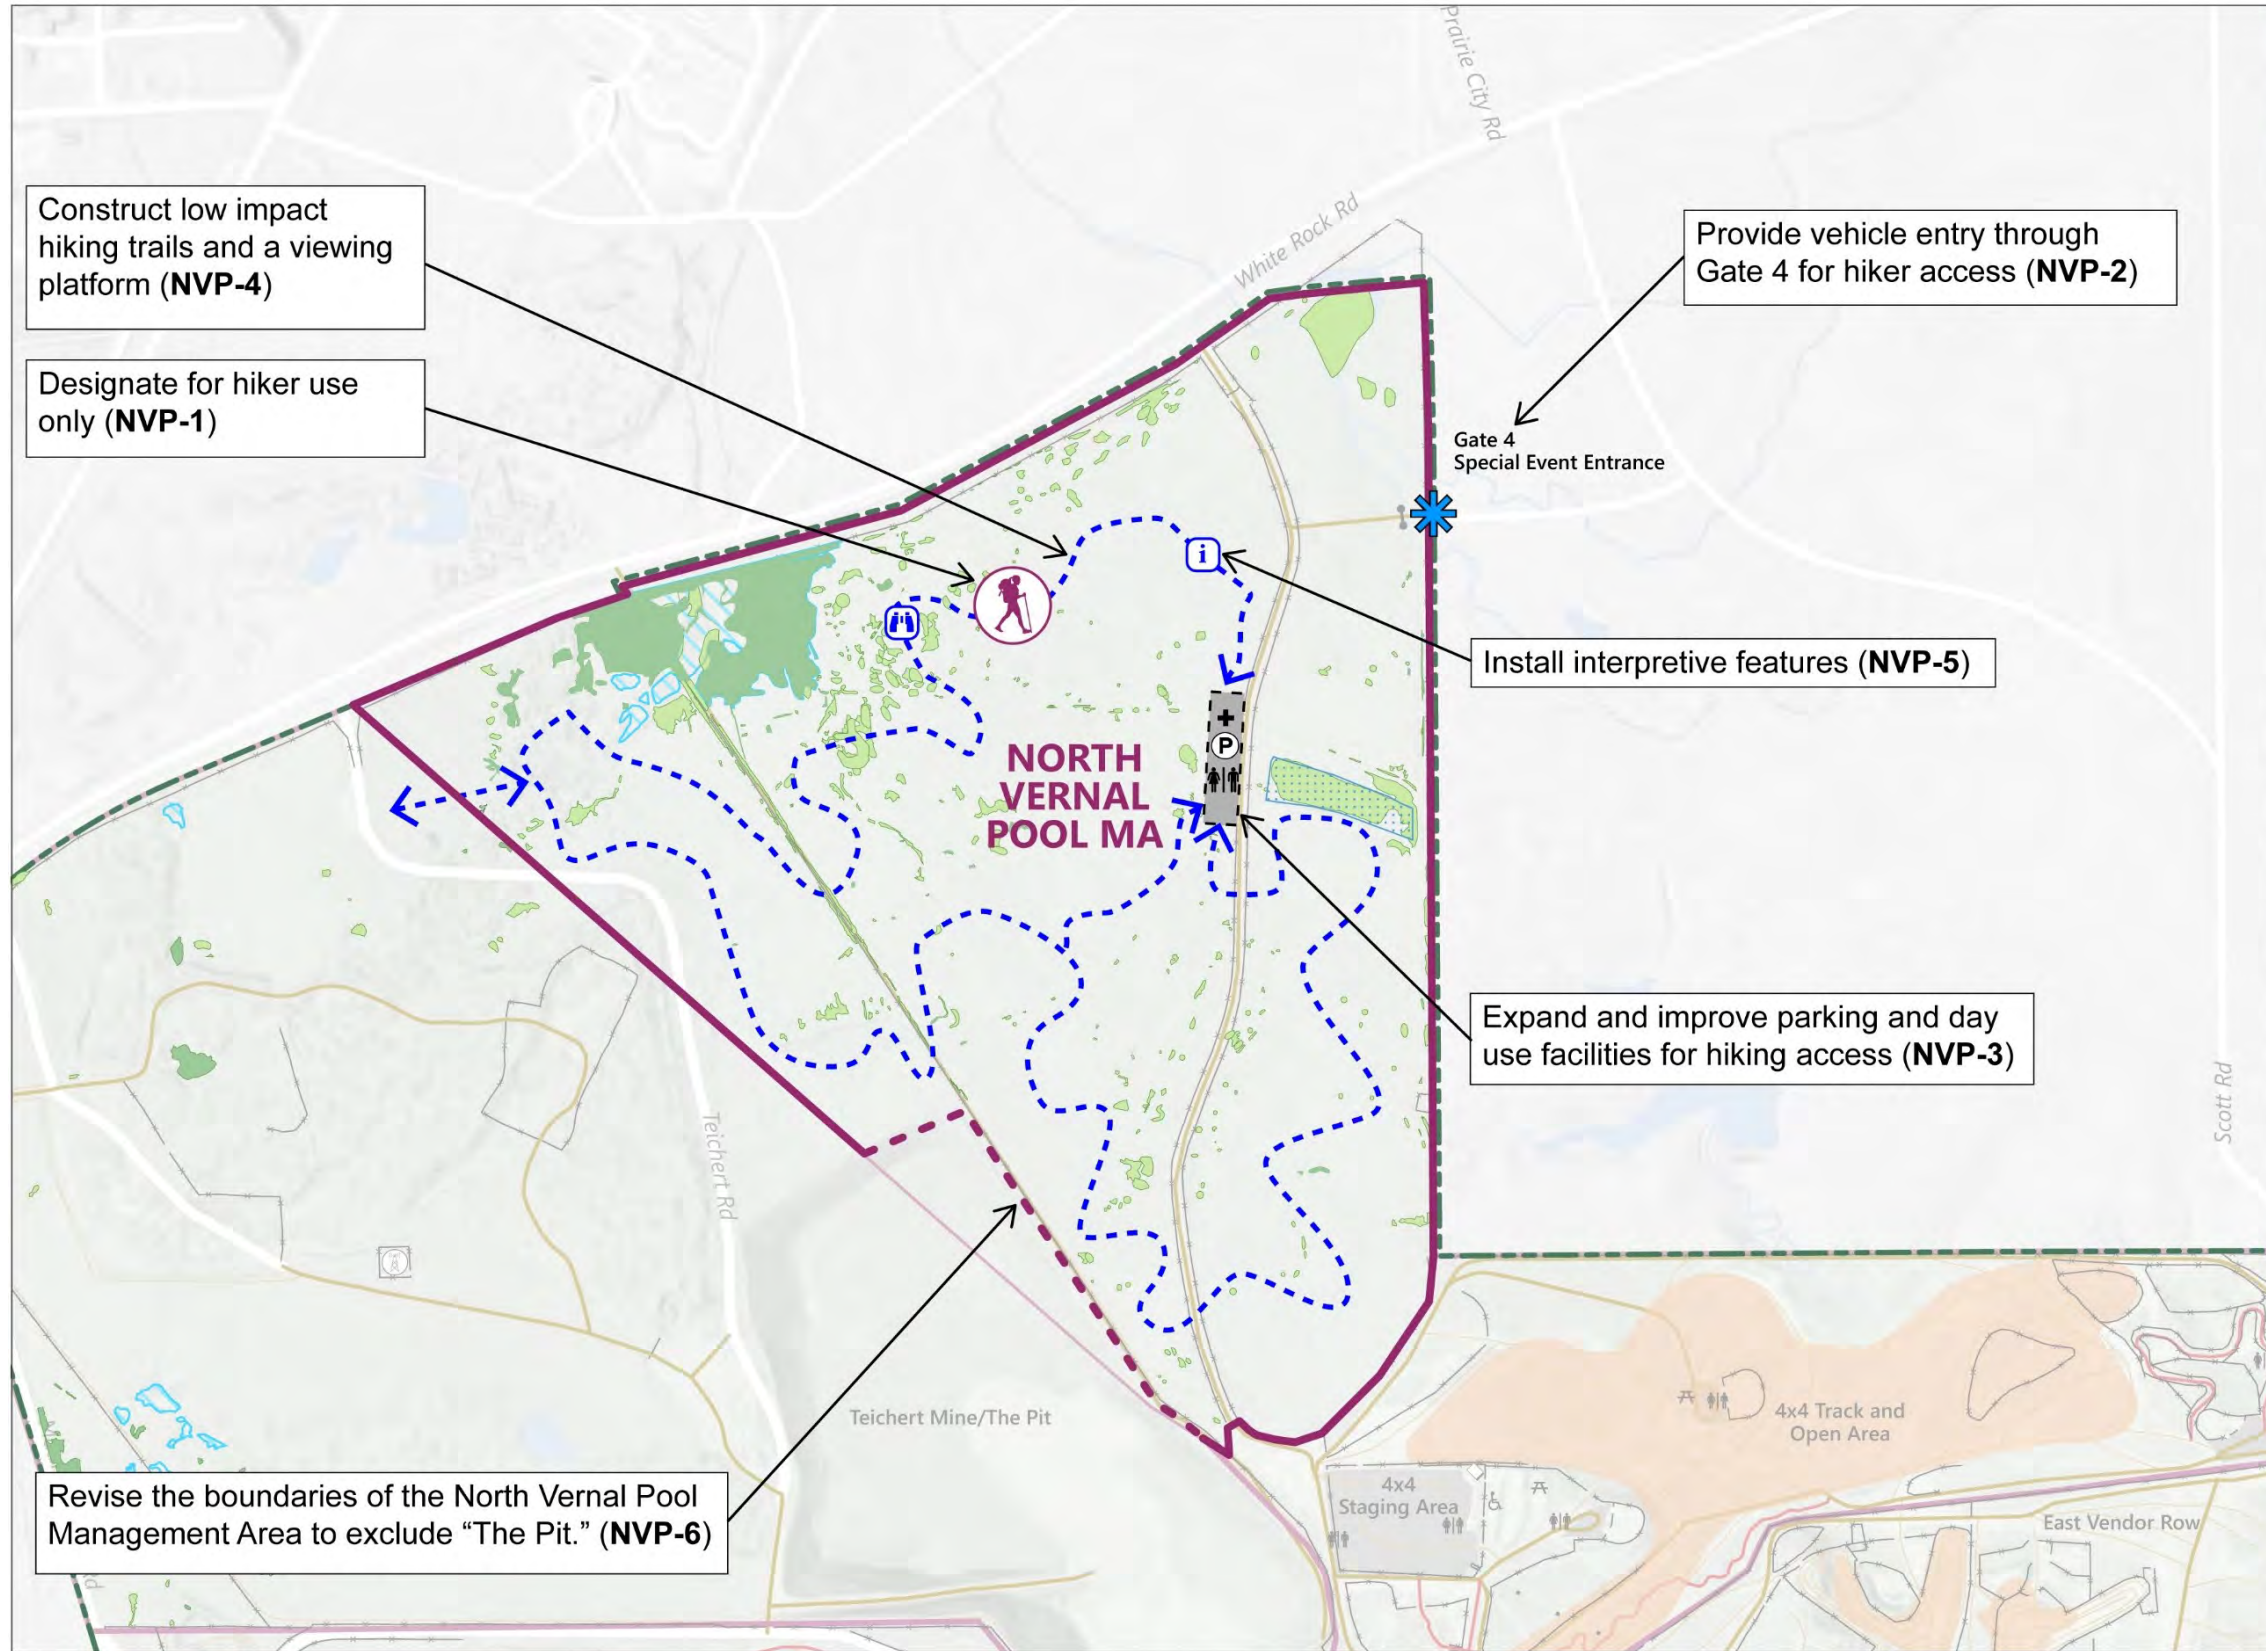 Prairie City Rd
Construct low impact
hiking trails and a viewing
platform (NVP-4)
White Rock Rd
Provide vehicle entry through
Gate 4 for hiker access (NVP-2)
Designate for hiker use
only (NVP-1)
Gate 4
Special Event Entrance
i
Install interpretive features (NVP-5)
P
NORTH
VERNAL
POOL MA
Expand and improve parking and day
use facilities for hiking access (NVP-3)
Scott Rd
Teichert Rd
Teichert Mine/The Pit
4x4 Track and
Open Area
4x4
Staging Area
Revise the boundaries of the North Vernal Pool
Management Area to exclude “The Pit.” (NVP-6)
East Vendor Row
Rd